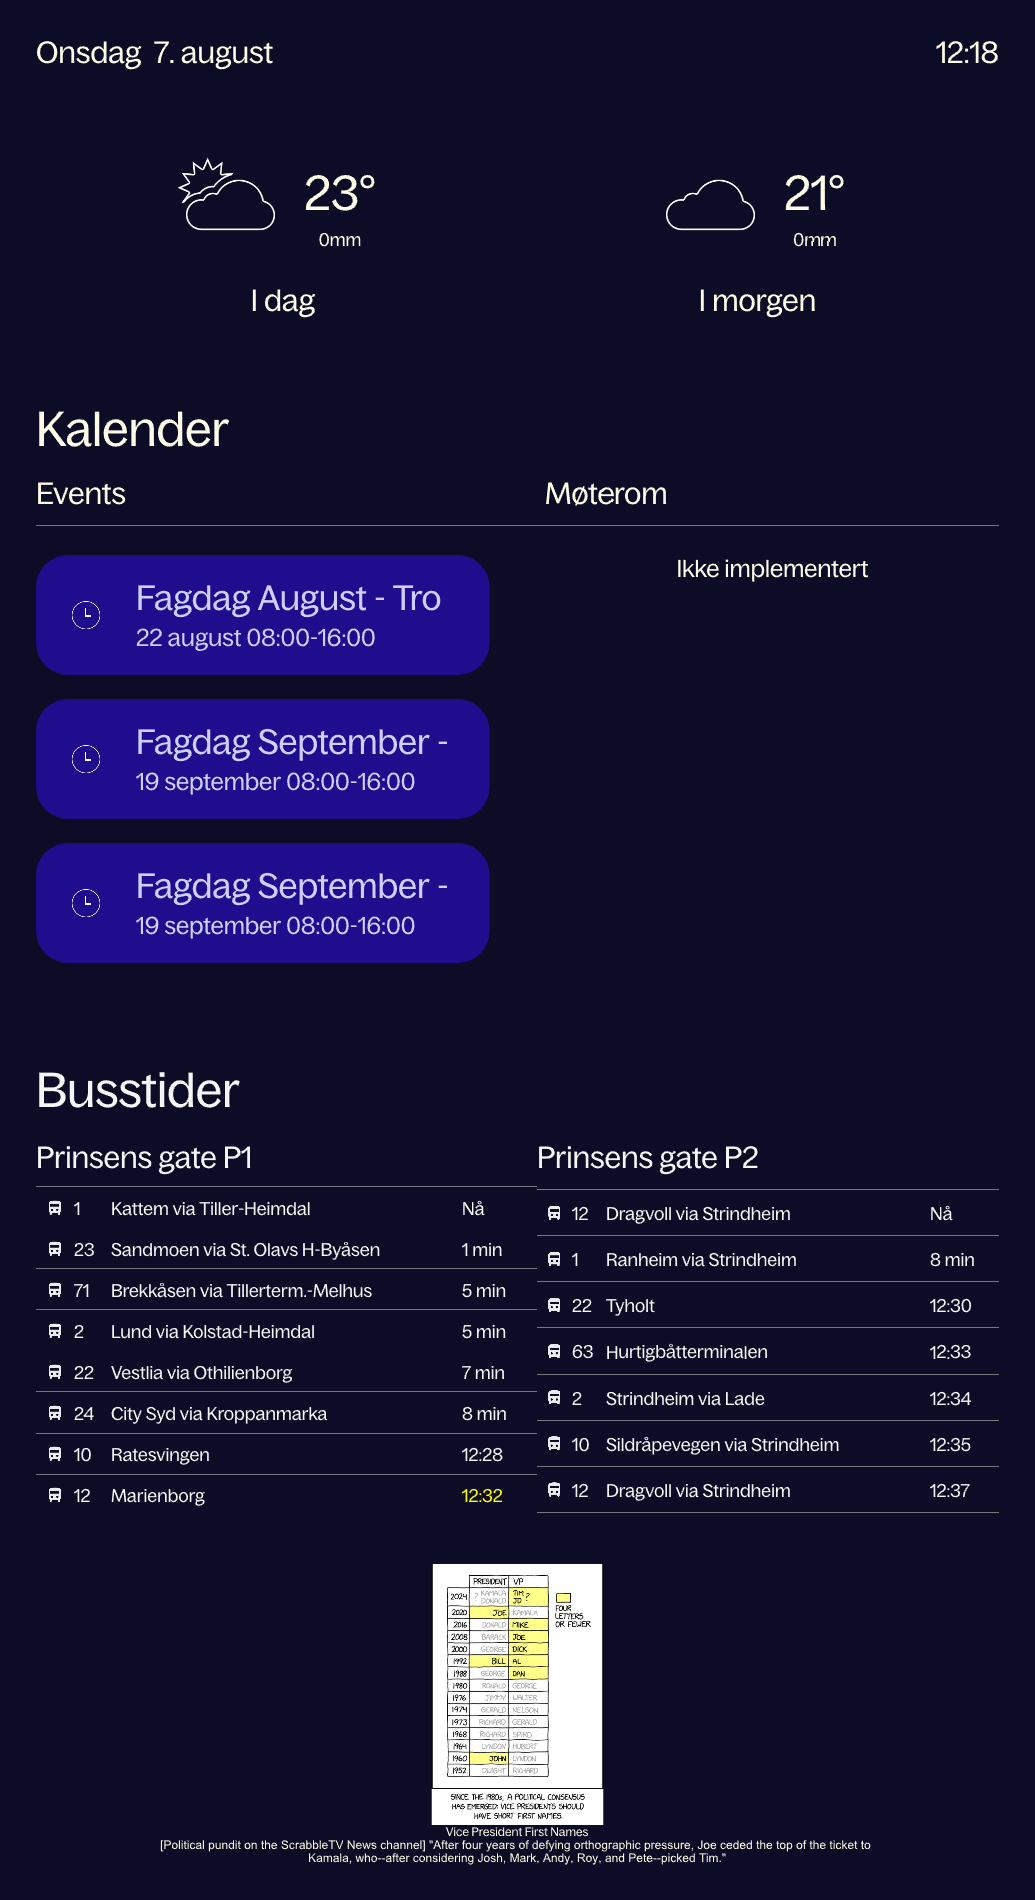 Onsdag 7. august
12:18
23°
0mm
I dag
21°
0mm
I morgen
Kalender
Events
Fagdag August - Tro
22 august 08:00-16:00
Fagdag September -
19 september 08:00-16:00
Fagdag September -
19 september 08:00-16:00
Møterom
Ikke implementert
Busstider
Prinsens gate P1
1 Kattem via Tiller-Heimdal Nå
23 Sandmoen via St. Olavs H-Byåsen 1 min
71 Brekkåsen via Tillerterm.-Melhus 5 min
2 Lund via Kolstad-Heimdal 5 min
22 Vestlia via Othilienborg 7 min
24 City Syd via Kroppanmarka 8 min
10 Ratesvingen 12:28
12 Marienborg 12:32
Prinsens gate P2
12 Dragvoll via Strindheim Nå
1 Ranheim via Strindheim 8 min
22 Tyholt 12:30
63 Hurtigbåtterminalen 12:33
2 Strindheim via Lade 12:34
10 Sildråpevegen via Strindheim 12:35
12 Dragvoll via Strindheim 12:37
PRESIDENT VP
2024 ? KAMALA TIM ?
DONALD JD
2020 JOE KAMALA
2016 DONALD MIKE
2008 BARACK JOE
2000 GEORGE DICK
1992 BILL AL
1988 GEORGE DAN
1980 RONALD GEORGE
1976 JIMMY WALTER
1974 GERALD NELSON
1973 RICHARD GERALD
1968 RICHARD SPIRO
1964 LYNDON HUBERT
1960 JOHN LYNDON
1952 DWIGHT RICHARD
FOUR
LETTERS
OR FEWER
SINCE THE 1980s, A POLITICAL CONSENSUS
HAS EMERGED: VICE PRESIDENTS SHOULD
HAVE SHORT FIRST NAMES.
Vice President First Names
[Political pundit on the ScrabbleTV News channel] "After four years of defying orthographic pressure, Joe ceded the top of the ticket to
Kamala, who--after considering Josh, Mark, Andy, Roy, and Pete--picked Tim."